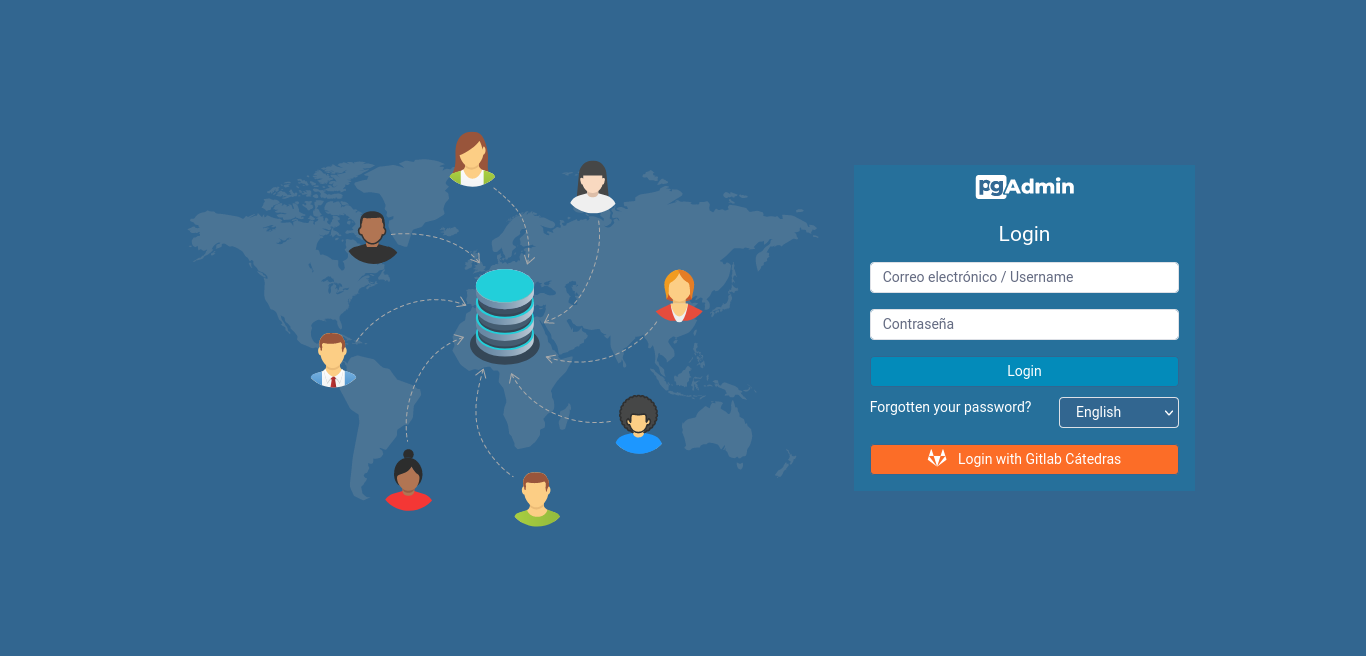 pgAdmin
Login
Correo electrónico / Username
Contraseña
Login
Forgotten your password?
English
Login with Gitlab Cátedras